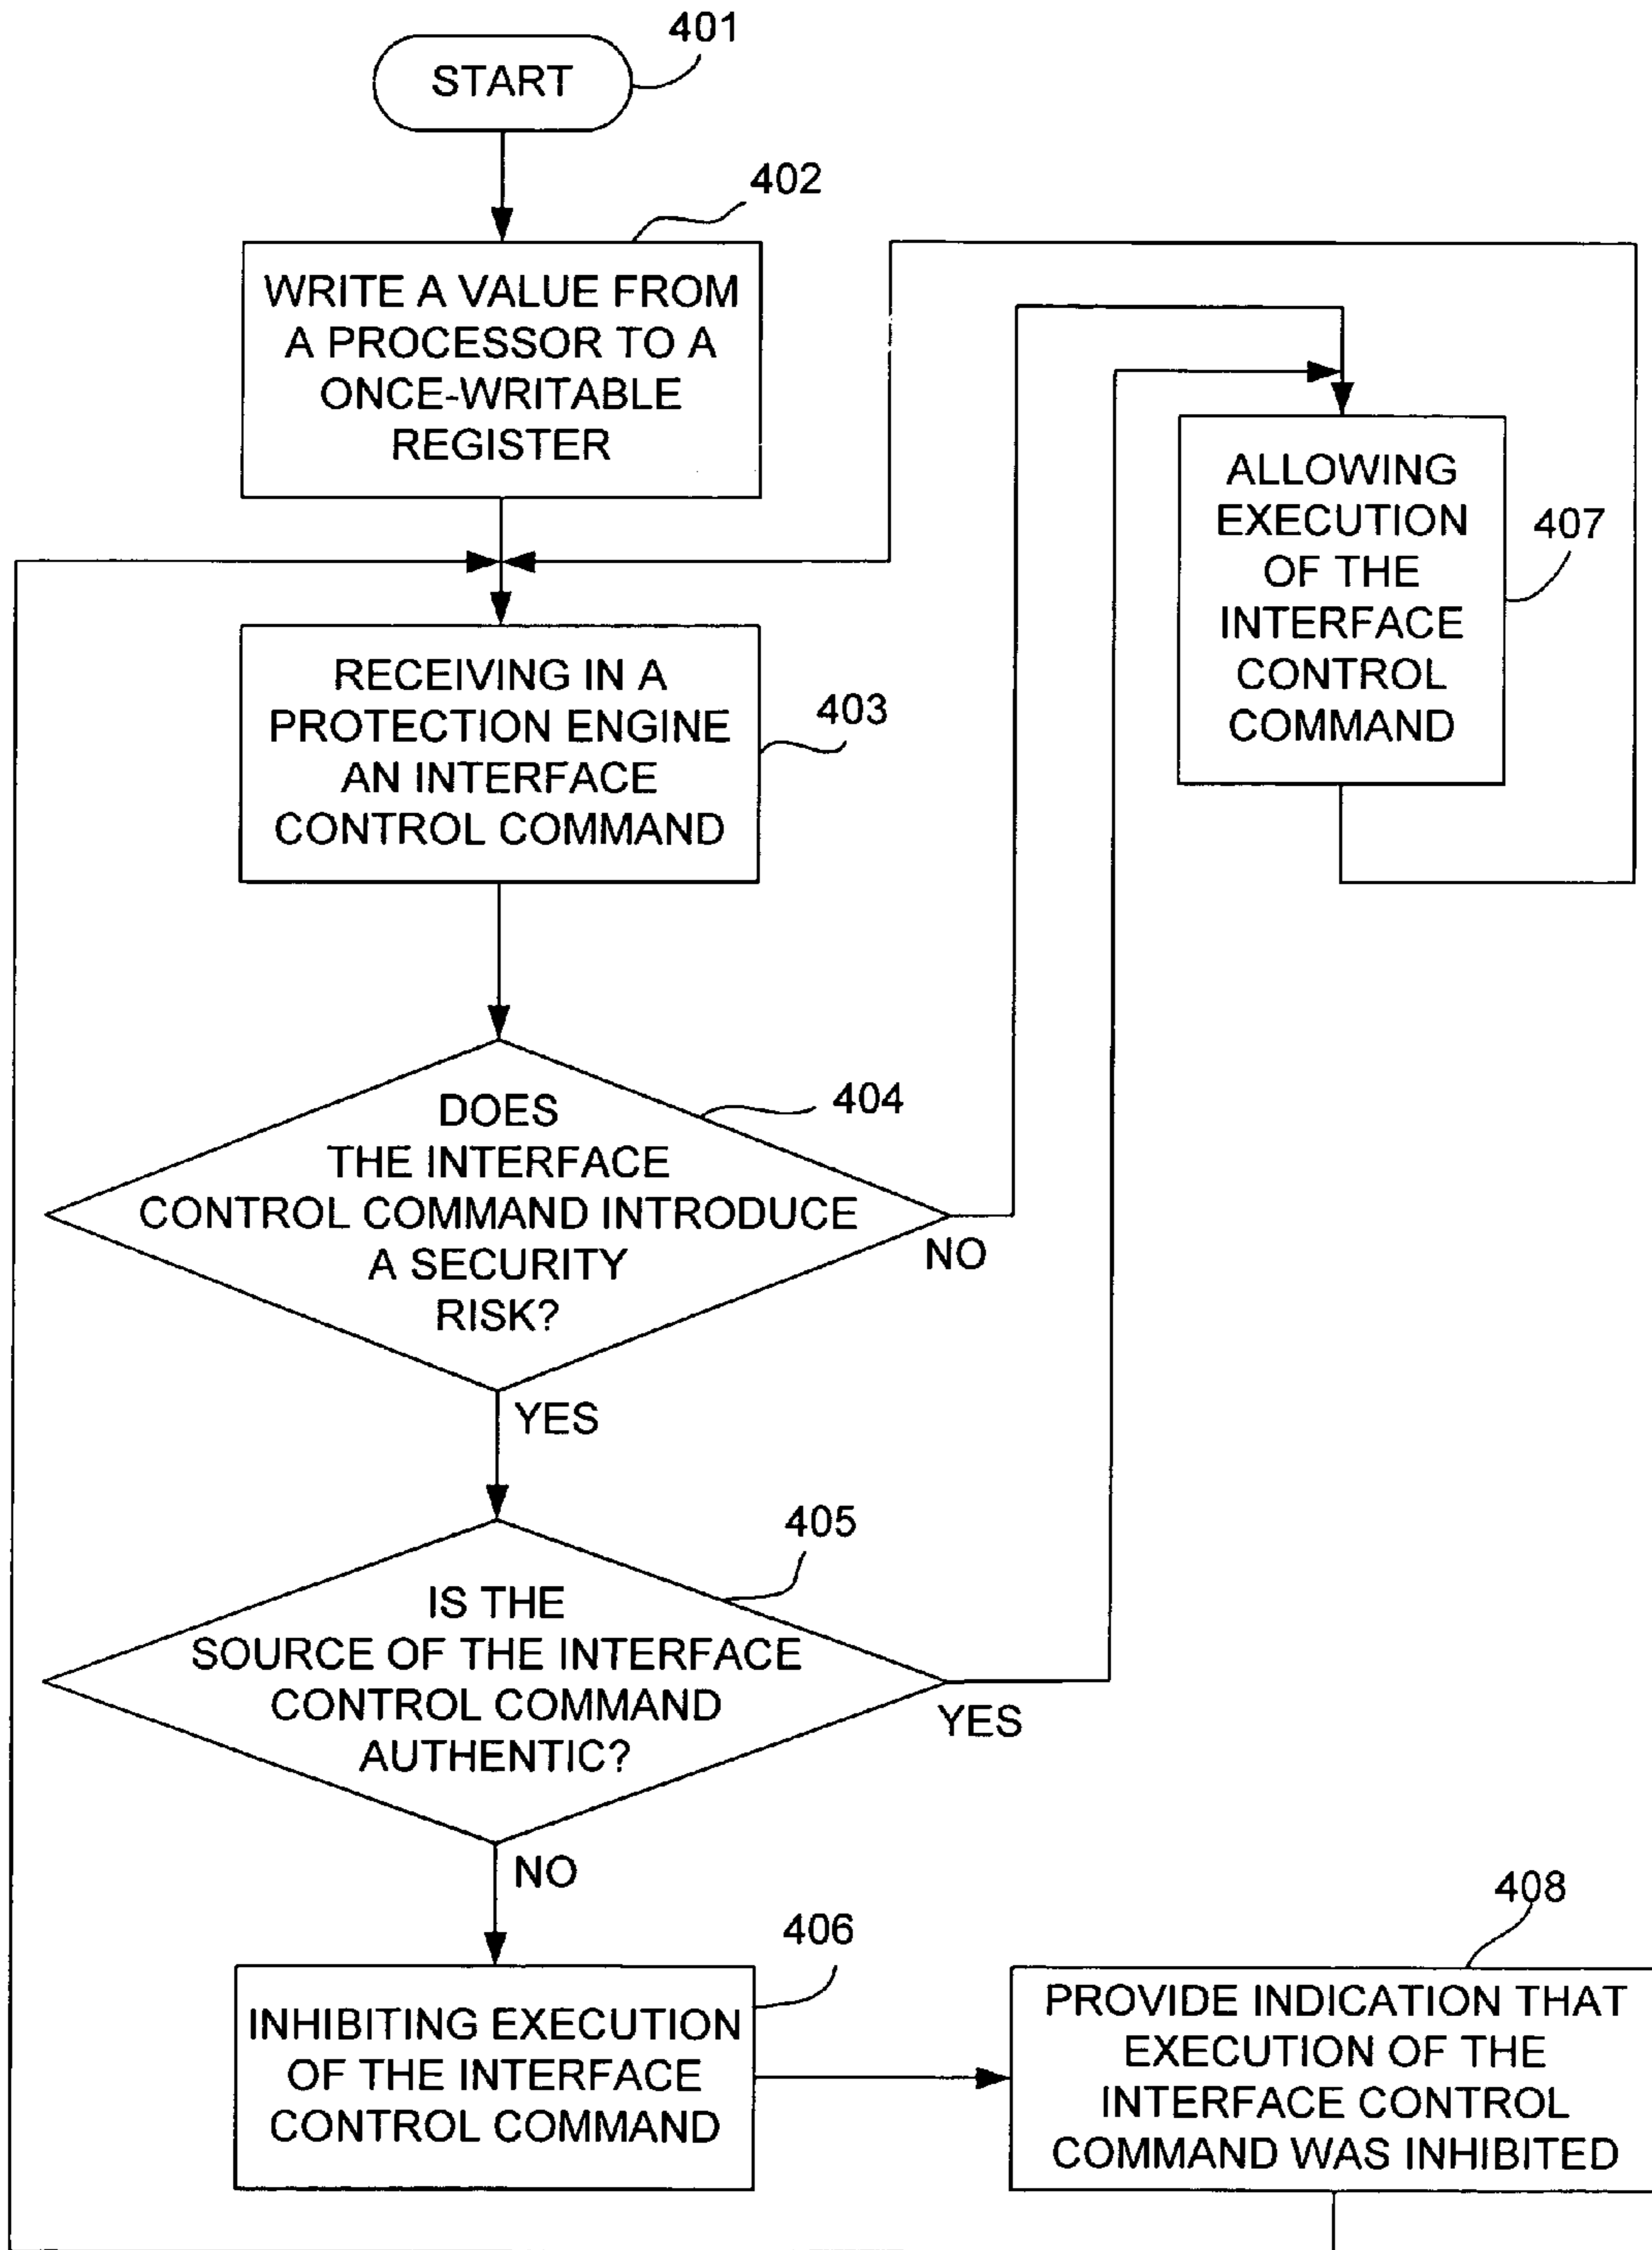 START
401
402
WRITE A VALUE FROM
A PROCESSOR TO A
ONCE-WRITABLE
REGISTER
RECEIVING IN A
PROTECTION ENGINE
AN INTERFACE
CONTROL COMMAND
403
ALLOWING
EXECUTION
OF THE
INTERFACE
CONTROL
COMMAND
407
DOES
THE INTERFACE
CONTROL COMMAND INTRODUCE
A SECURITY
RISK?
404
NO
YES
405
IS THE
SOURCE OF THE INTERFACE
CONTROL COMMAND
AUTHENTIC?
YES
NO
406
INHIBITING EXECUTION
OF THE INTERFACE
CONTROL COMMAND
408
PROVIDE INDICATION THAT
EXECUTION OF THE
INTERFACE CONTROL
COMMAND WAS INHIBITED